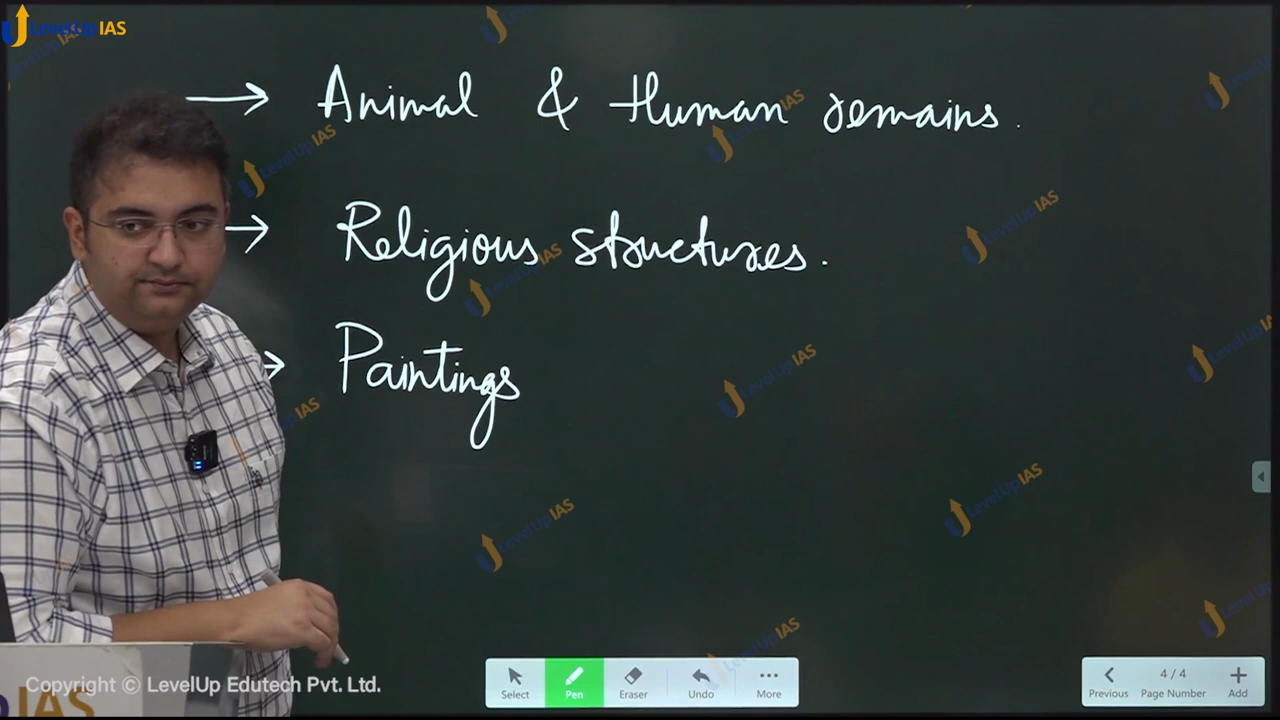 LevelUp IAS
→ Animal & Human remains.
→ Religious structures.
→ Paintings
Select
Pen
Eraser
Undo
More
Previous
4 / 4
Page Number
Add
IAS
Copyright © LevelUp Edutech Pvt. Ltd.